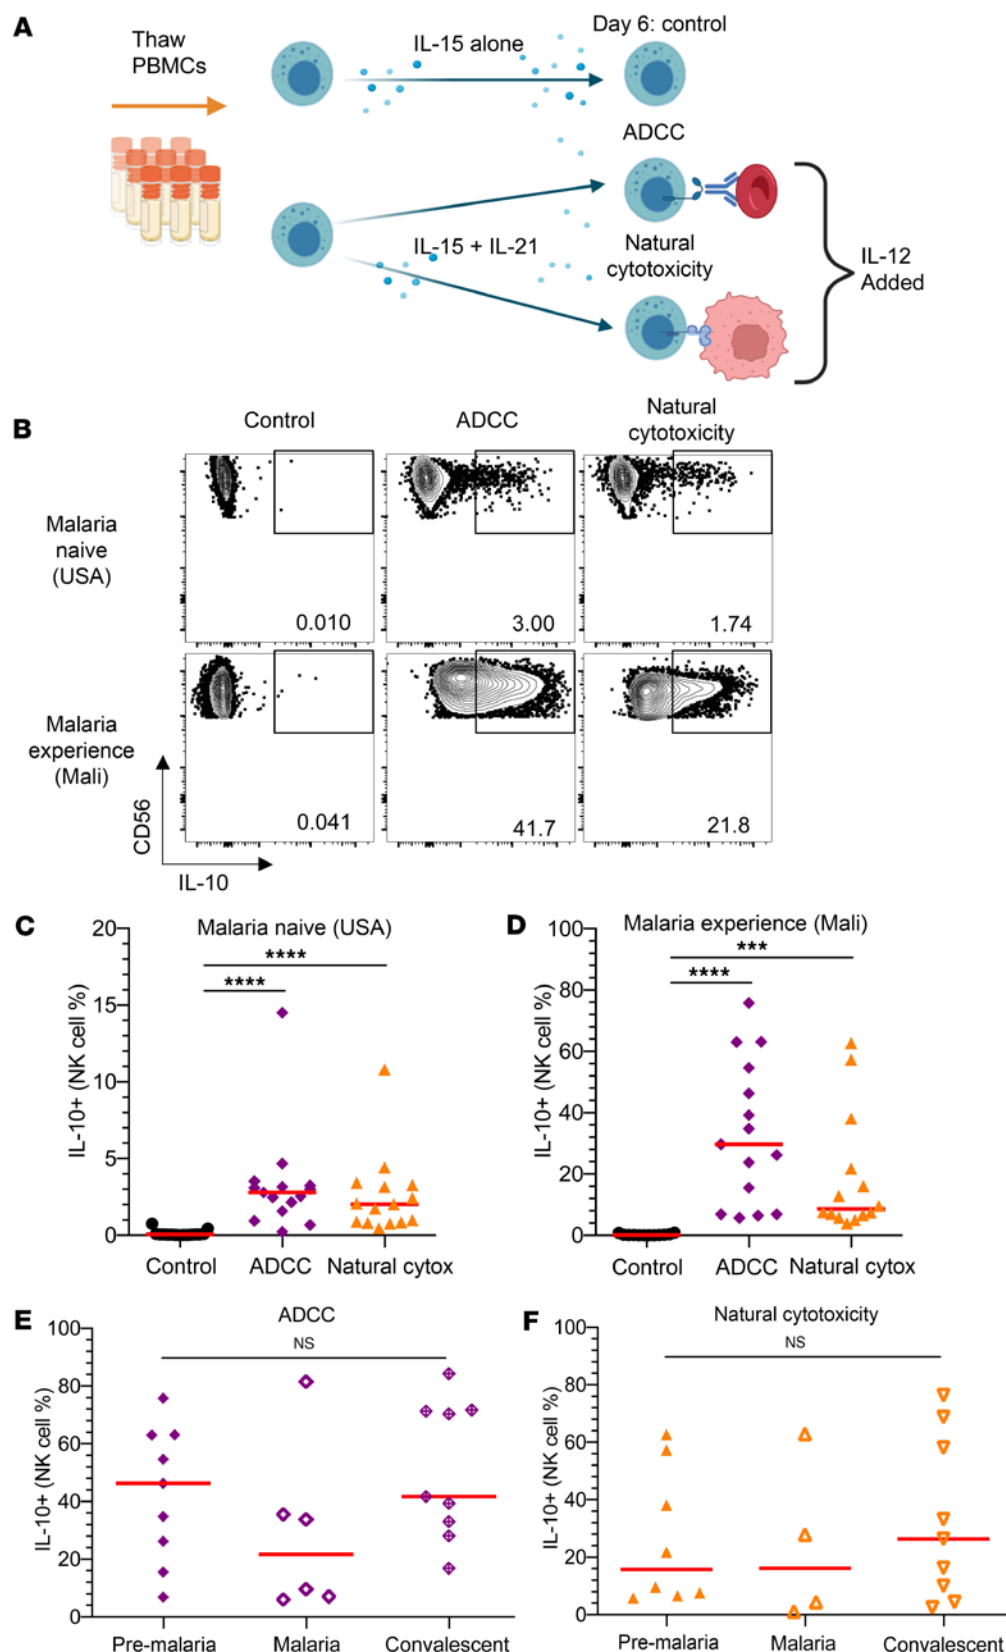 A
Thaw
PBMCs
IL-15 alone
Day 6: control
ADCC
IL-15 + IL-21
Natural
cytotoxicity
IL-12
Added
B
Control
ADCC
Natural
cytotoxicity
Malaria
naive
(USA)
0.010
3.00
1.74
Malaria
experience
(Mali)
0.041
41.7
21.8
CD56
IL-10
C
Malaria naive (USA)
****
****
IL-10+ (NK cell %)
20
15
10
5
0
Control
ADCC
Natural cytox
D
Malaria experience (Mali)
***
****
IL-10+ (NK cell %)
100
80
60
40
20
0
Control
ADCC
Natural cytox
E
ADCC
NS
IL-10+ (NK cell %)
100
80
60
40
20
0
Pre-malaria
Malaria
Convalescent
F
Natural cytotoxicity
NS
IL-10+ (NK cell %)
100
80
60
40
20
0
Pre-malaria
Malaria
Convalescent